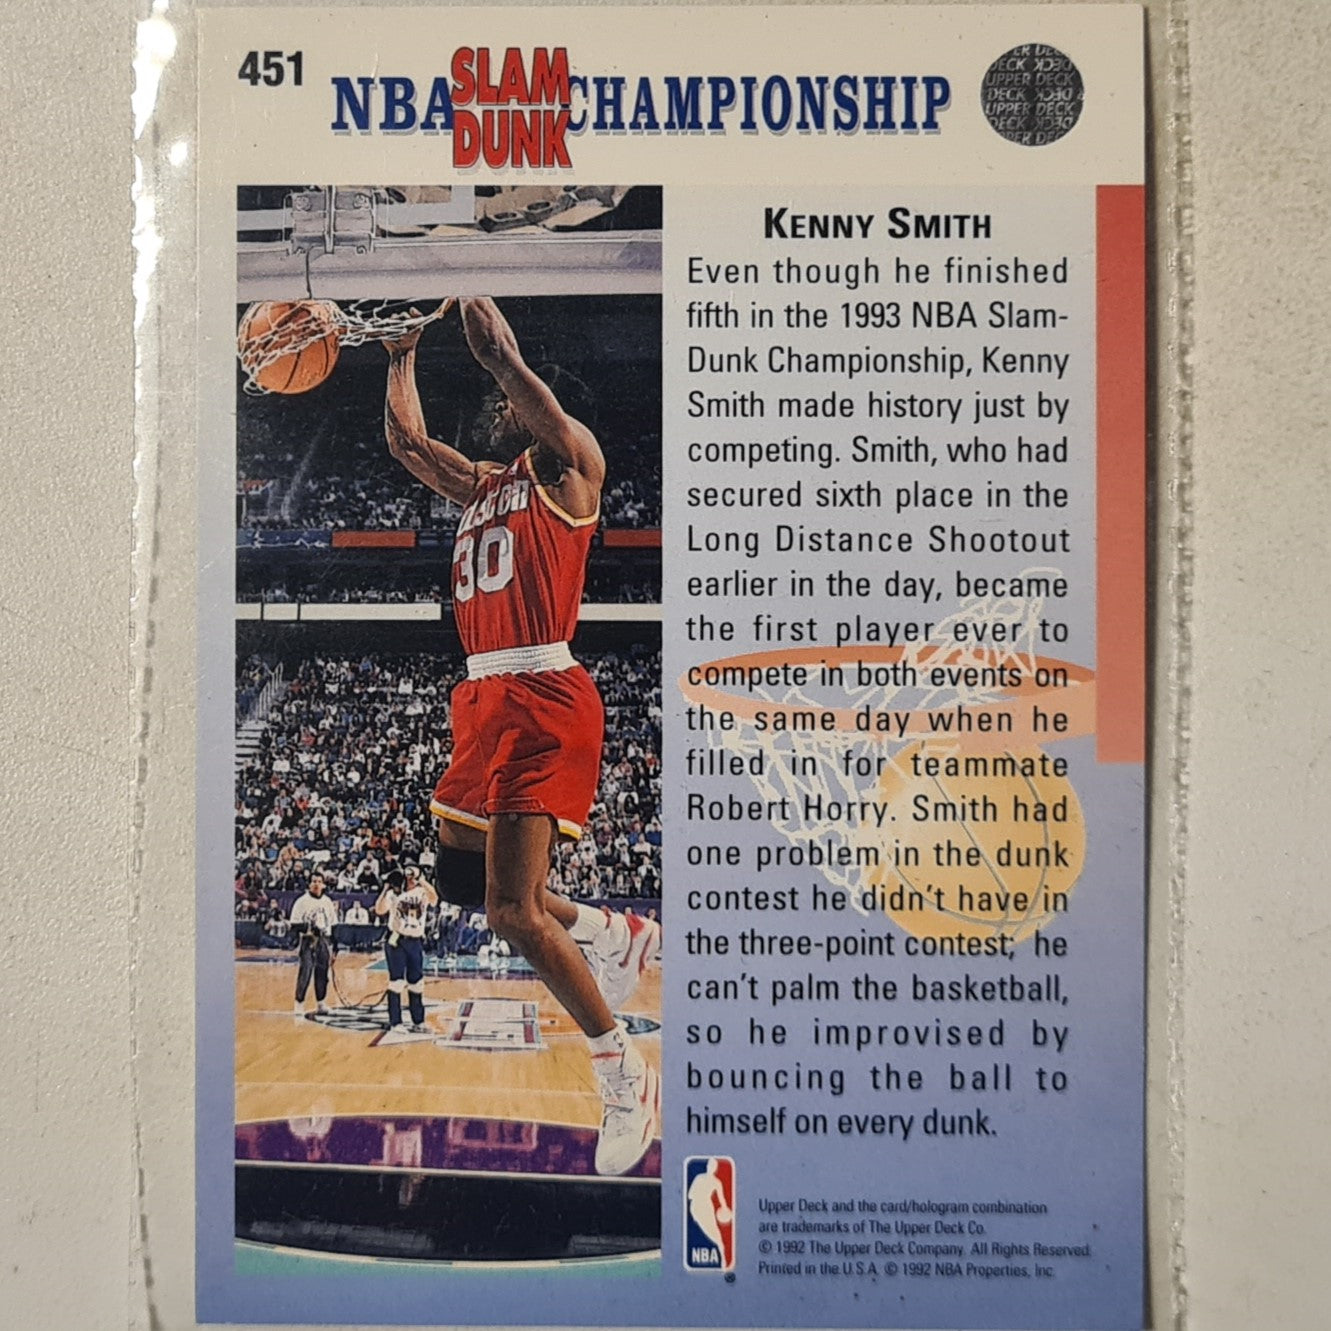 451
NBA SLAM DUNK CHAMPIONSHIP
UPPER DECK
UPPER DECK
KENNY SMITH
Even though he finished
fifth in the 1993 NBA Slam-
Dunk Championship, Kenny
Smith made history just by
competing. Smith, who had
secured sixth place in the
Long Distance Shootout
earlier in the day, became
the first player ever to
compete in both events on
the same day when he
filled in for teammate
Robert Horry. Smith had
one problem in the dunk
contest he didn't have in
the three-point contest; he
can't palm the basketball,
so he improvised by
bouncing the ball to
himself on every dunk.
30
NBA
Upper Deck and the card/hologram combination
are trademarks of The Upper Deck Co.
© 1992 The Upper Deck Company. All Rights Reserved.
Printed in the U.S.A. © 1992 NBA Properties, Inc.